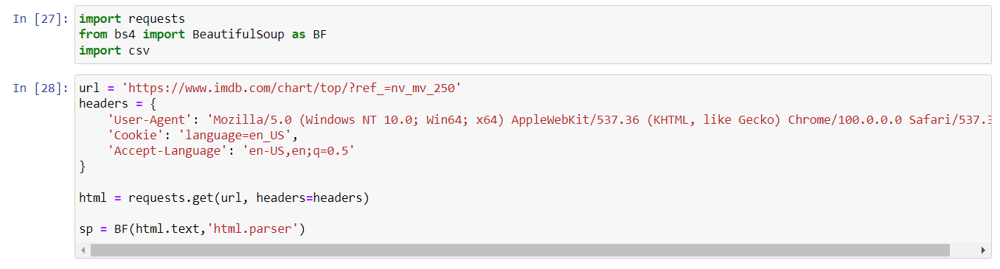 In [27]: import requests
from bs4 import BeautifulSoup as BF
import csv
In [28]: url = 'https://www.imdb.com/chart/top/?ref_=nv_mv_250'
headers = {
    'User-Agent': 'Mozilla/5.0 (Windows NT 10.0; Win64; x64) AppleWebKit/537.36 (KHTML, like Gecko) Chrome/100.0.0.0 Safari/537.3
    'Cookie': 'language=en_US',
    'Accept-Language': 'en-US,en;q=0.5'
}
html = requests.get(url, headers=headers)
sp = BF(html.text,'html.parser')